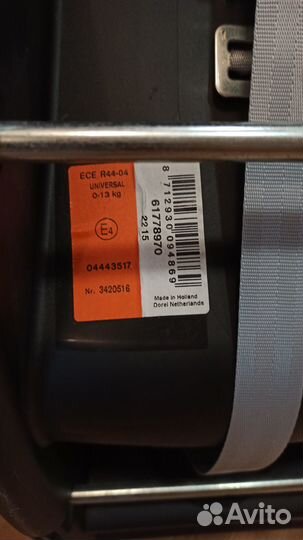 ECE R44-04
UNIVERSAL
0-13 kg
E4
04443517
Nr. 3420516
2215
61778970
8 712930 094869
Made in Holland
Dorel Netherlands
Avito